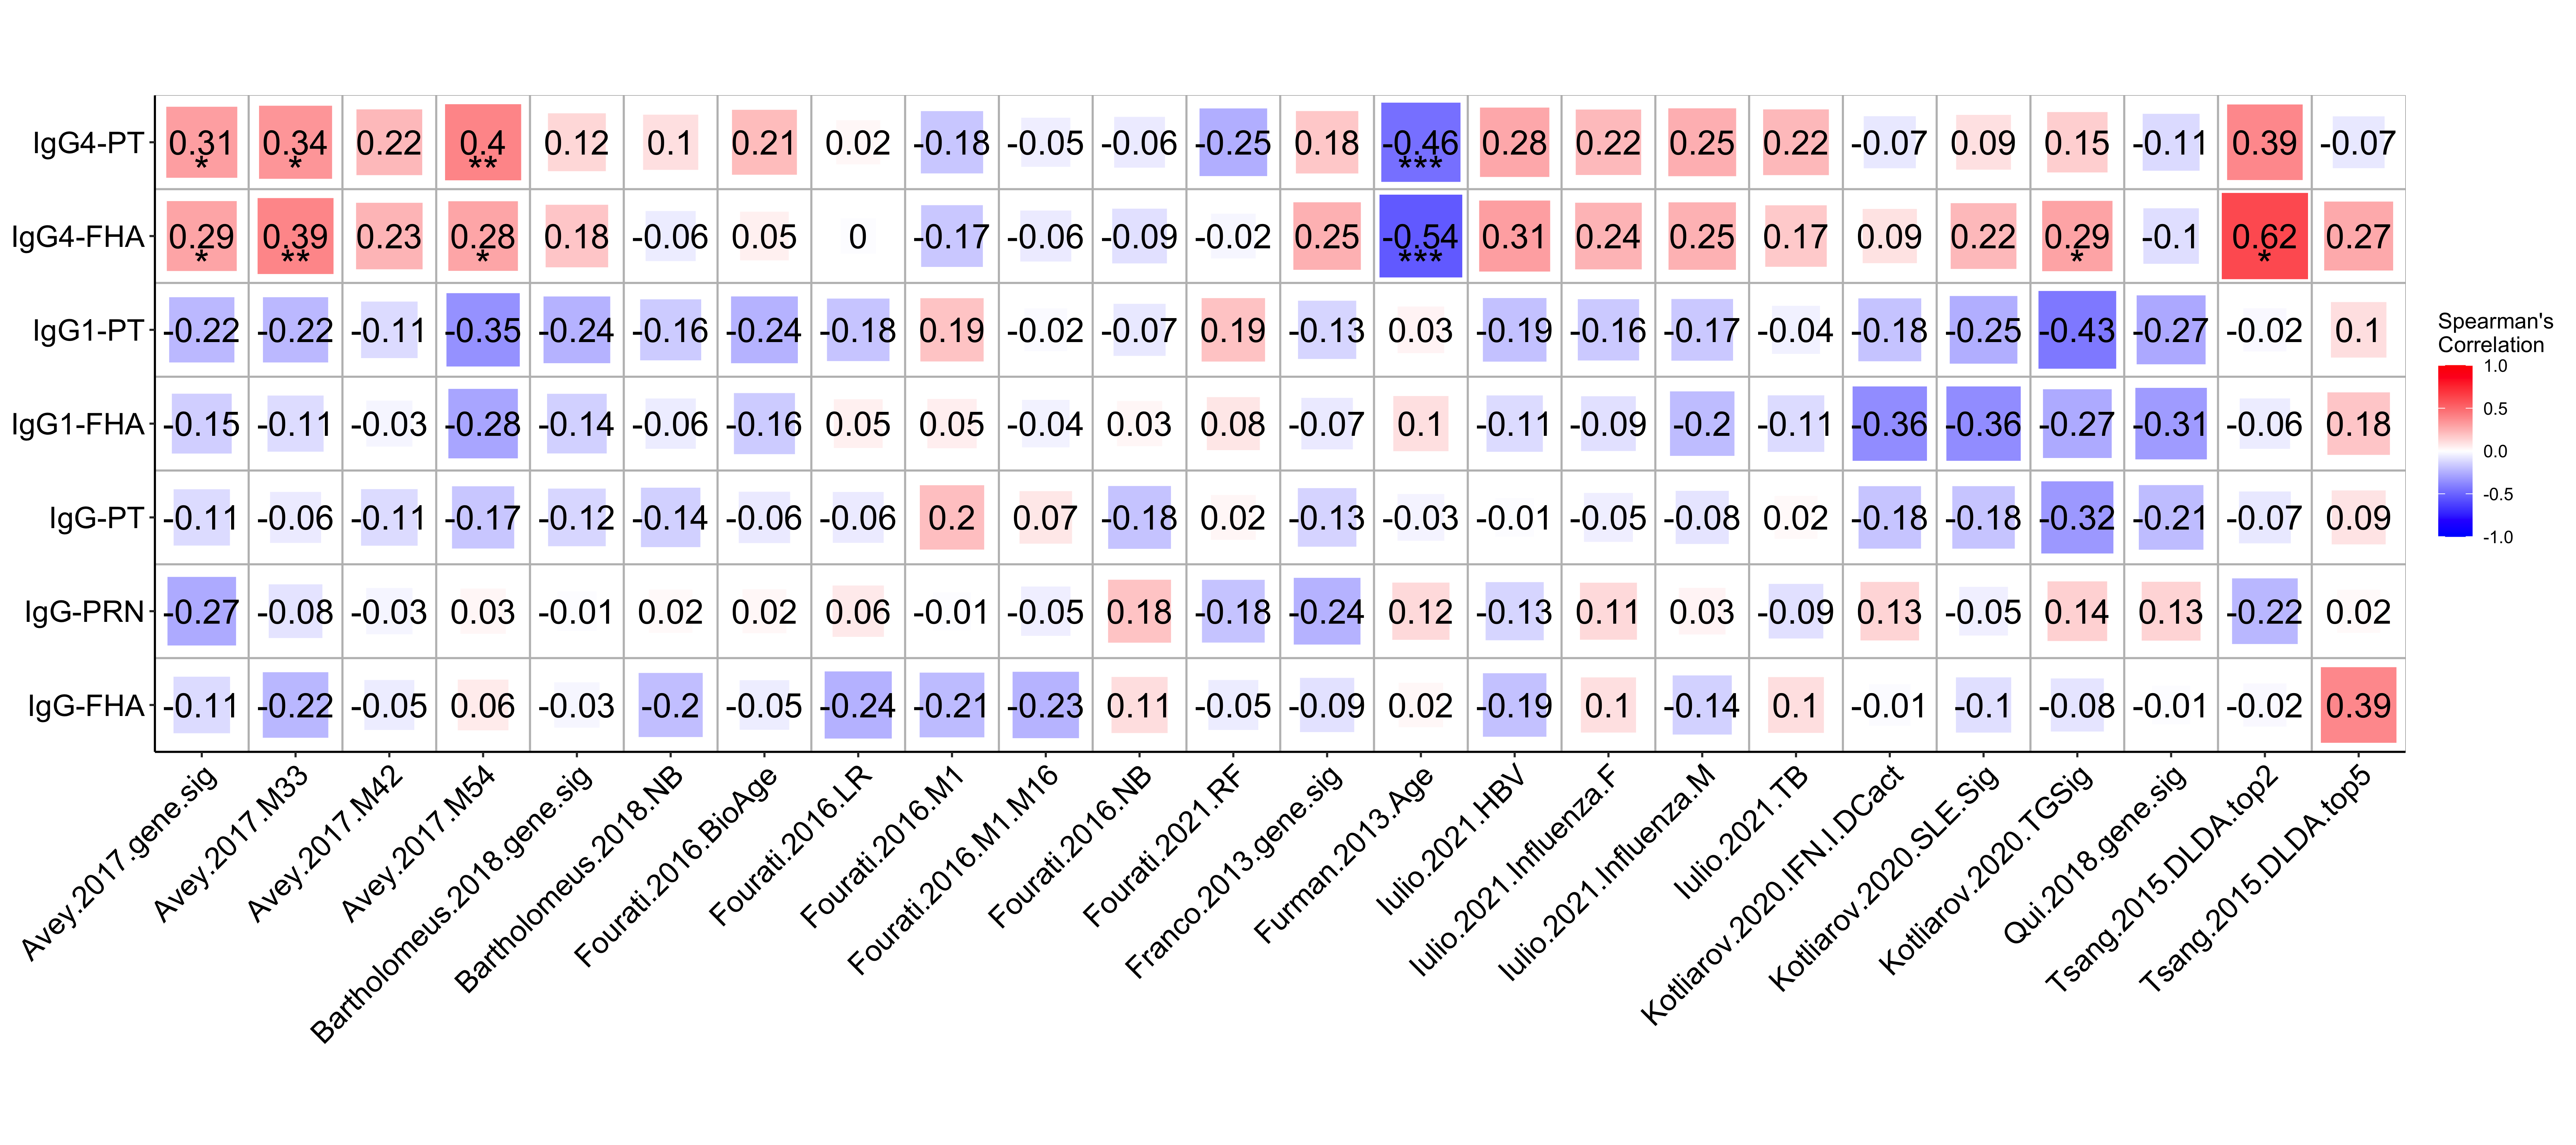 IgG4-PT 0.31 0.34 0.22 0.4 0.12 0.1 0.21 0.02 -0.18 -0.05 -0.06 -0.25 0.18 -0.46 0.28 0.22 0.25 0.22 -0.07 0.09 0.15 -0.11 0.39 -0.07
* * ** ***
IgG4-FHA 0.29 0.39 0.23 0.28 0.18 -0.06 0.05 0 -0.17 -0.06 -0.09 -0.02 0.25 -0.54 0.31 0.24 0.25 0.17 0.09 0.22 0.29 -0.1 0.62 0.27
* ** * *** * *
IgG1-PT -0.22 -0.22 -0.11 -0.35 -0.24 -0.16 -0.24 -0.18 0.19 -0.02 -0.07 0.19 -0.13 0.03 -0.19 -0.16 -0.17 -0.04 -0.18 -0.25 -0.43 -0.27 -0.02 0.1
IgG1-FHA -0.15 -0.11 -0.03 -0.28 -0.14 -0.06 -0.16 0.05 0.05 -0.04 0.03 0.08 -0.07 0.1 -0.11 -0.09 -0.2 -0.11 -0.36 -0.36 -0.27 -0.31 -0.06 0.18
IgG-PT -0.11 -0.06 -0.11 -0.17 -0.12 -0.14 -0.06 -0.06 0.2 0.07 -0.18 0.02 -0.13 -0.03 -0.01 -0.05 -0.08 0.02 -0.18 -0.18 -0.32 -0.21 -0.07 0.09
IgG-PRN -0.27 -0.08 -0.03 0.03 -0.01 0.02 0.02 0.06 -0.01 -0.05 0.18 -0.18 -0.24 0.12 -0.13 0.11 0.03 -0.09 0.13 -0.05 0.14 0.13 -0.22 0.02
IgG-FHA -0.11 -0.22 -0.05 0.06 -0.03 -0.2 -0.05 -0.24 -0.21 -0.23 0.11 -0.05 -0.09 0.02 -0.19 0.1 -0.14 0.1 -0.01 -0.1 -0.08 -0.01 -0.02 0.39
Avey.2017.gene.sig
Avey.2017.M33
Avey.2017.M42
Avey.2017.M54
Bartholomeus.2018.gene.sig
Bartholomeus.2018.NB
Fourati.2016.BioAge
Fourati.2016.LR
Fourati.2016.M1
Fourati.2016.M1.M16
Fourati.2016.NB
Fourati.2021.RF
Franco.2013.gene.sig
Furman.2013.Age
Iulio.2021.HBV
Iulio.2021.Influenza.F
Iulio.2021.Influenza.M
Iulio.2021.TB
Kotliarov.2020.IFN.I.DCact
Kotliarov.2020.SLE.Sig
Kotliarov.2020.TGSig
Qui.2018.gene.sig
Tsang.2015.DLDA.top2
Tsang.2015.DLDA.top5
Spearman's
Correlation
1.0
0.5
0.0
-0.5
-1.0